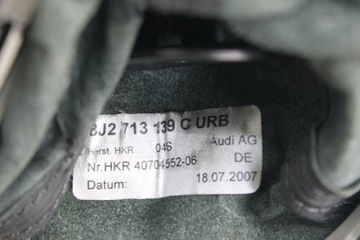 8J2 713 139 C URB
Herst. HKR 04S Audi AG
Nr.HKR 40704552-06 DE
Datum: 18.07.2007